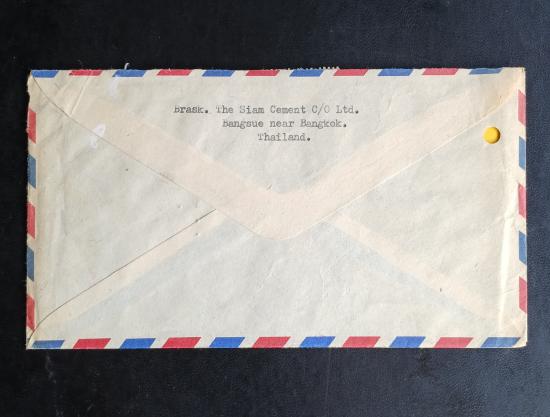 Brask. The Siam Cement C/O Ltd.
Bangsue near Bangkok.
Thailand.